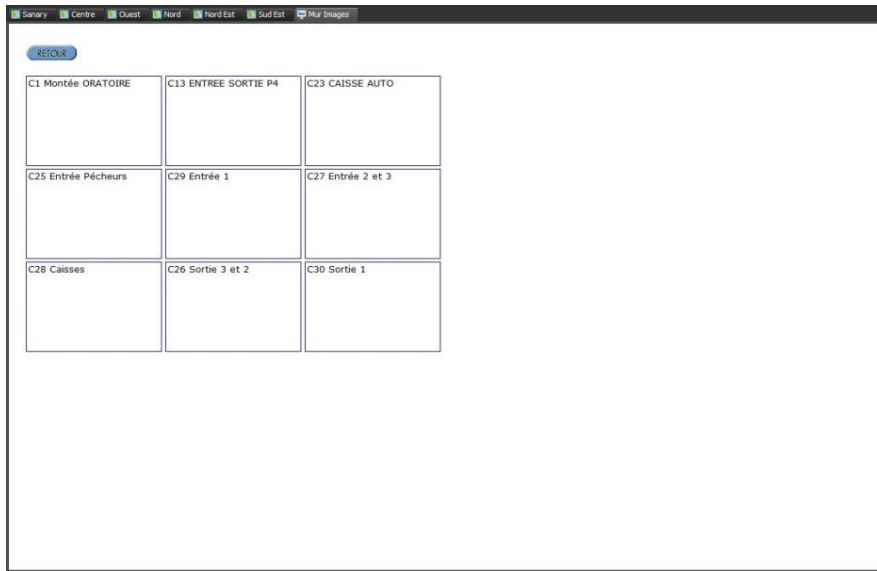 Sanary Centre Ouest Nord Nord Est Sud Est Mur Images
RETOUR
C1 Montée ORATOIRE C13 ENTREE SORTIE P4 C23 CAISSE AUTO
C25 Entrée Pécheurs C29 Entrée 1 C27 Entrée 2 et 3
C28 Caisses C26 Sortie 3 et 2 C30 Sortie 1